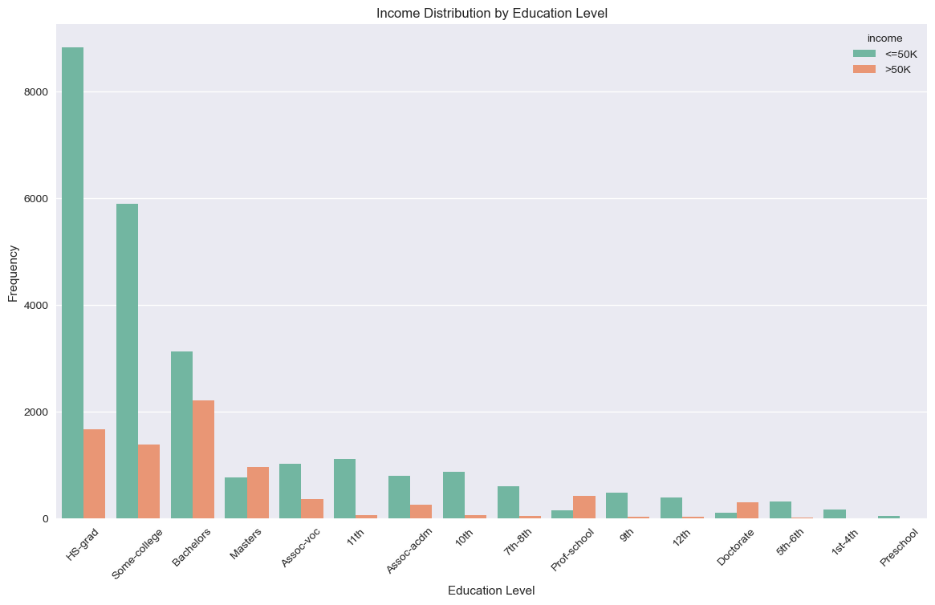 Income Distribution by Education Level
income
<=50K
>50K
8000
6000
4000
2000
0
Frequency
HS-grad
Some-college
Bachelors
Masters
Assoc-voc
11th
Assoc-acdm
10th
7th-8th
Prof-school
9th
12th
Doctorate
5th-6th
1st-4th
Preschool
Education Level